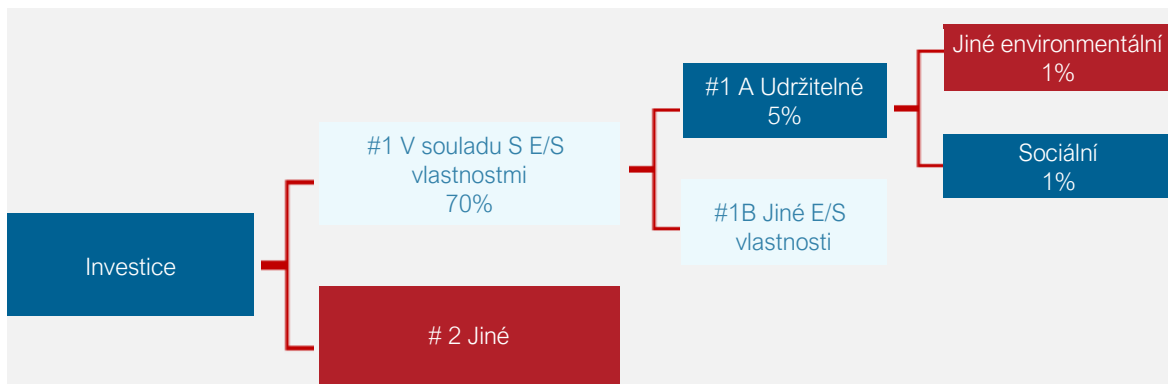 Investice
#1 V souladu S E/S
vlastnostmi
70%
# 2 Jiné
#1 A Udržitelné
5%
#1B Jiné E/S
vlastnosti
Jiné environmentální
1%
Sociální
1%